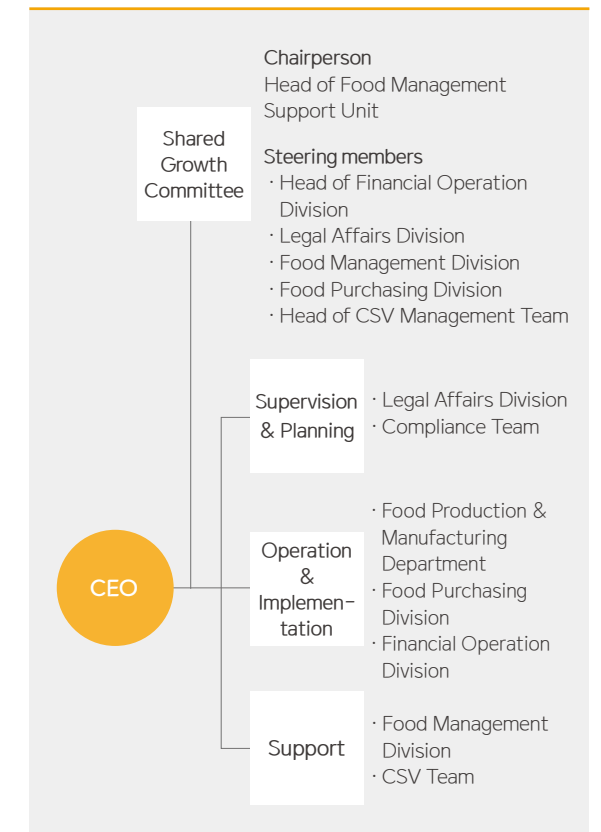 Chairperson
Head of Food Management
Support Unit
Shared
Growth
Committee
Steering members
· Head of Financial Operation
Division
· Legal Affairs Division
· Food Management Division
· Food Purchasing Division
· Head of CSV Management Team
Supervision
& Planning
· Legal Affairs Division
· Compliance Team
CEO
Operation
&
Implemen-
tation
· Food Production &
Manufacturing
Department
· Food Purchasing
Division
· Financial Operation
Division
Support
· Food Management
Division
· CSV Team